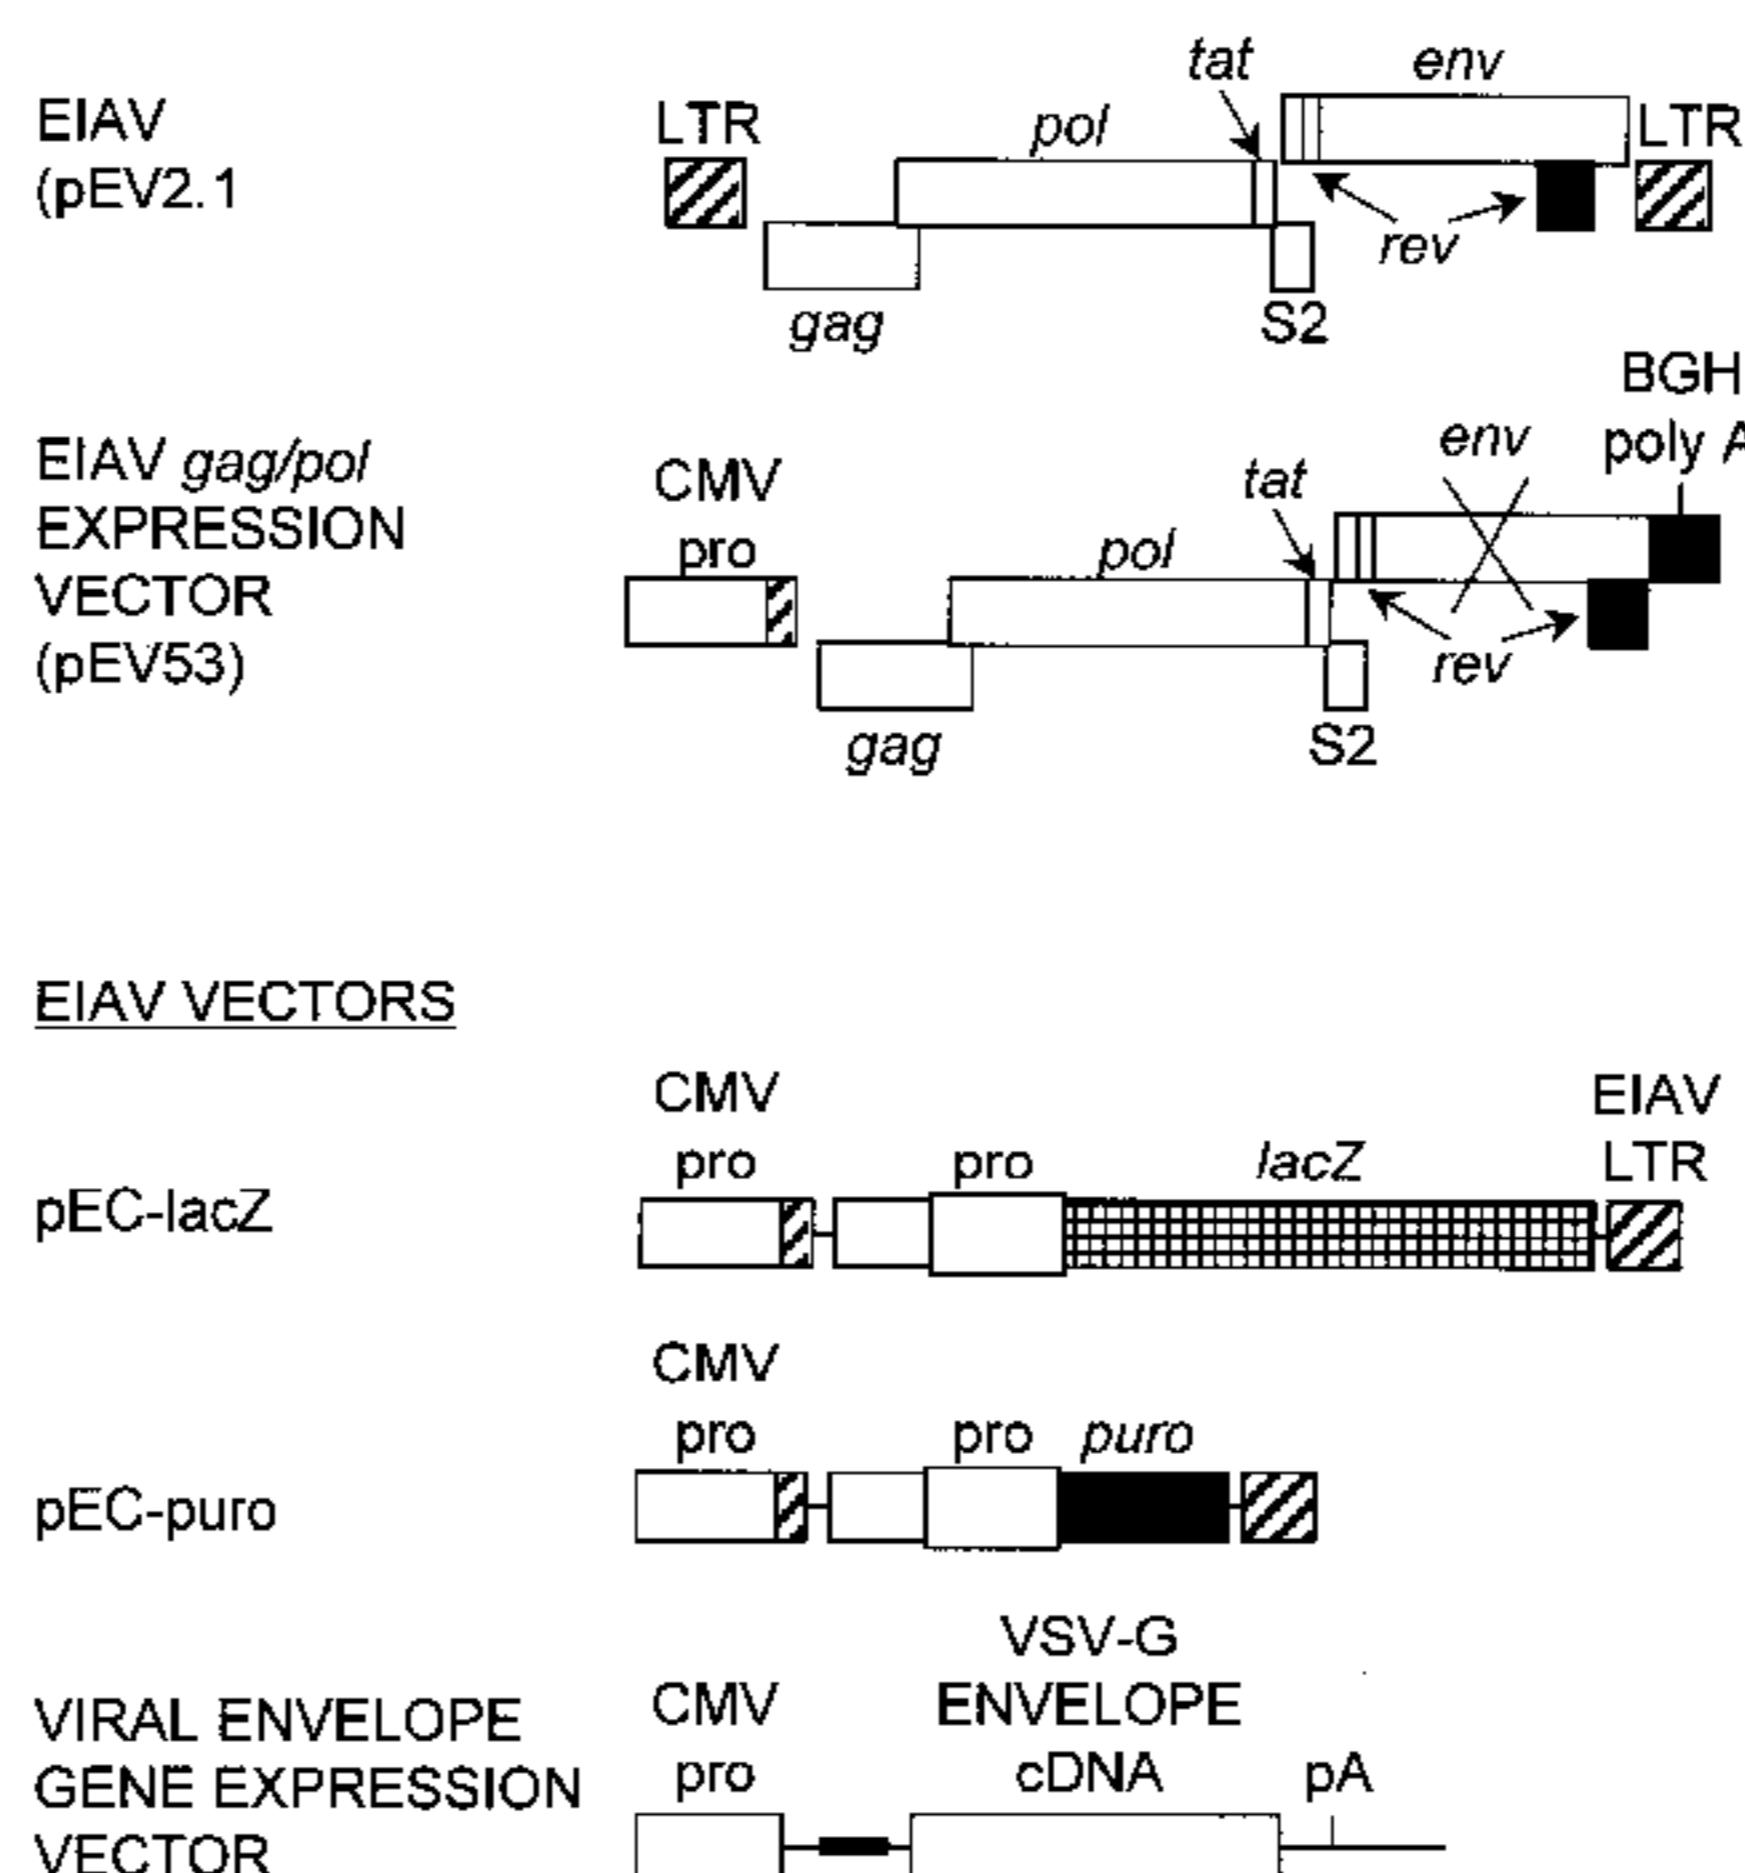 tat
env
EIAV
LTR
pol
LTR
(pEV2.1
rev
gag
S2
BGH
poly A
env
EIAV gag/pol
CMV
tat
EXPRESSION
pro
pol
VECTOR
(pEV53)
rev
gag
S2
EIAV VECTORS
CMV
EIAV
pro
pro
lacZ
LTR
pEC-lacZ
CMV
pro
pro
puro
pEC-puro
VSV-G
VIRAL ENVELOPE
CMV
ENVELOPE
GENE EXPRESSION
pro
cDNA
pA
VECTOR